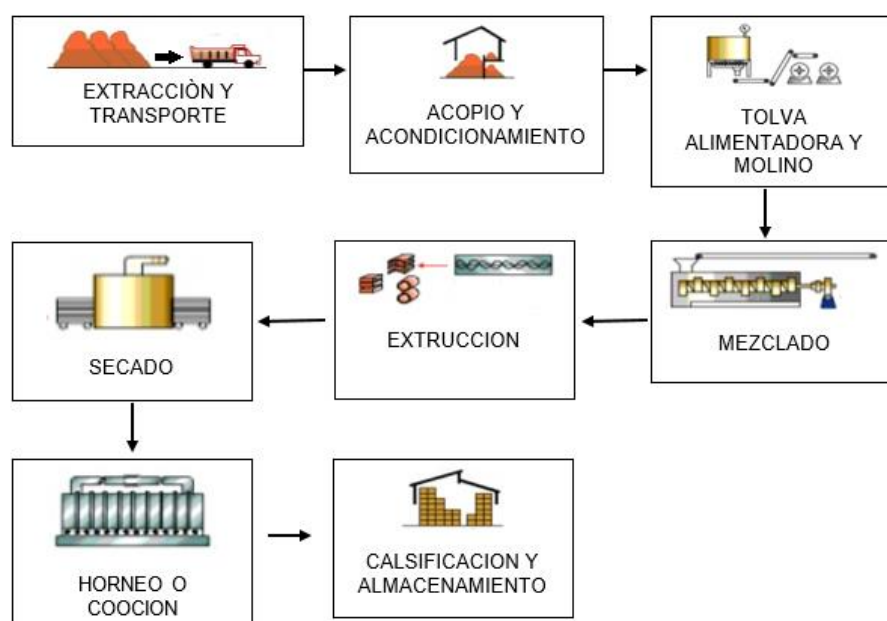 EXTRACCIÒN Y
TRANSPORTE
ACOPIO Y
ACONDICIONAMIENTO
TOLVA
ALIMENTADORA Y
MOLINO
MEZCLADO
EXTRUCCION
SECADO
HORNEO O
COOCION
CALSIFICACION Y
ALMACENAMIENTO